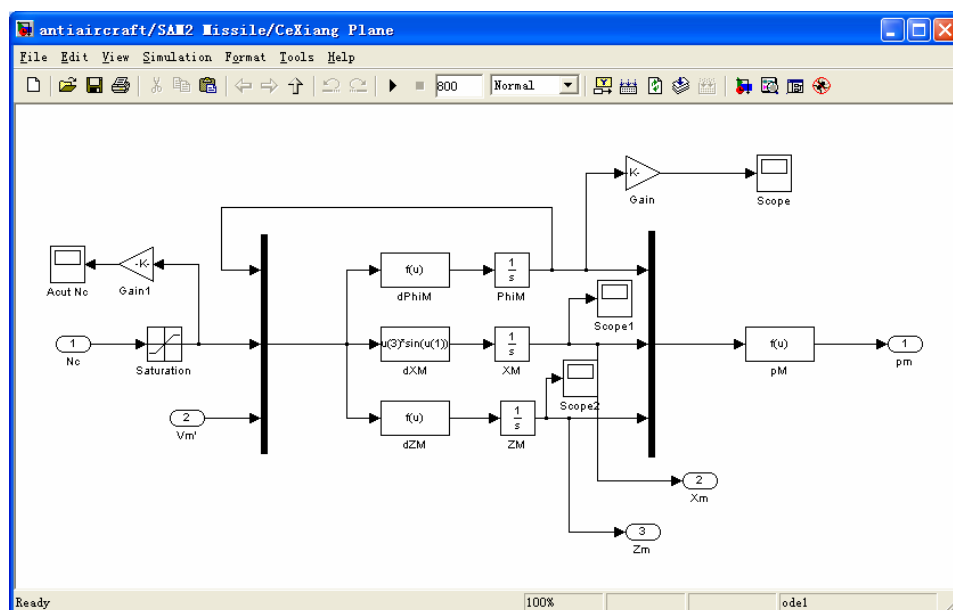 antiaircraft/SAM2 Missile/CeXiang Plane
File Edit View Simulation Format Tools Help
800 Normal
K-
Gain
Scope
-K-
Acut Nc
Gain1
f(u)
dPhiM
1
s
PhiM
Scope1
1
Nc
Saturation
u(3)*sin(u(1))
dXM
1
s
XM
f(u)
pM
1
pm
Scope2
2
Vm'
f(u)
dZM
1
s
ZM
2
Xm
3
Zm
Ready 100% ode1